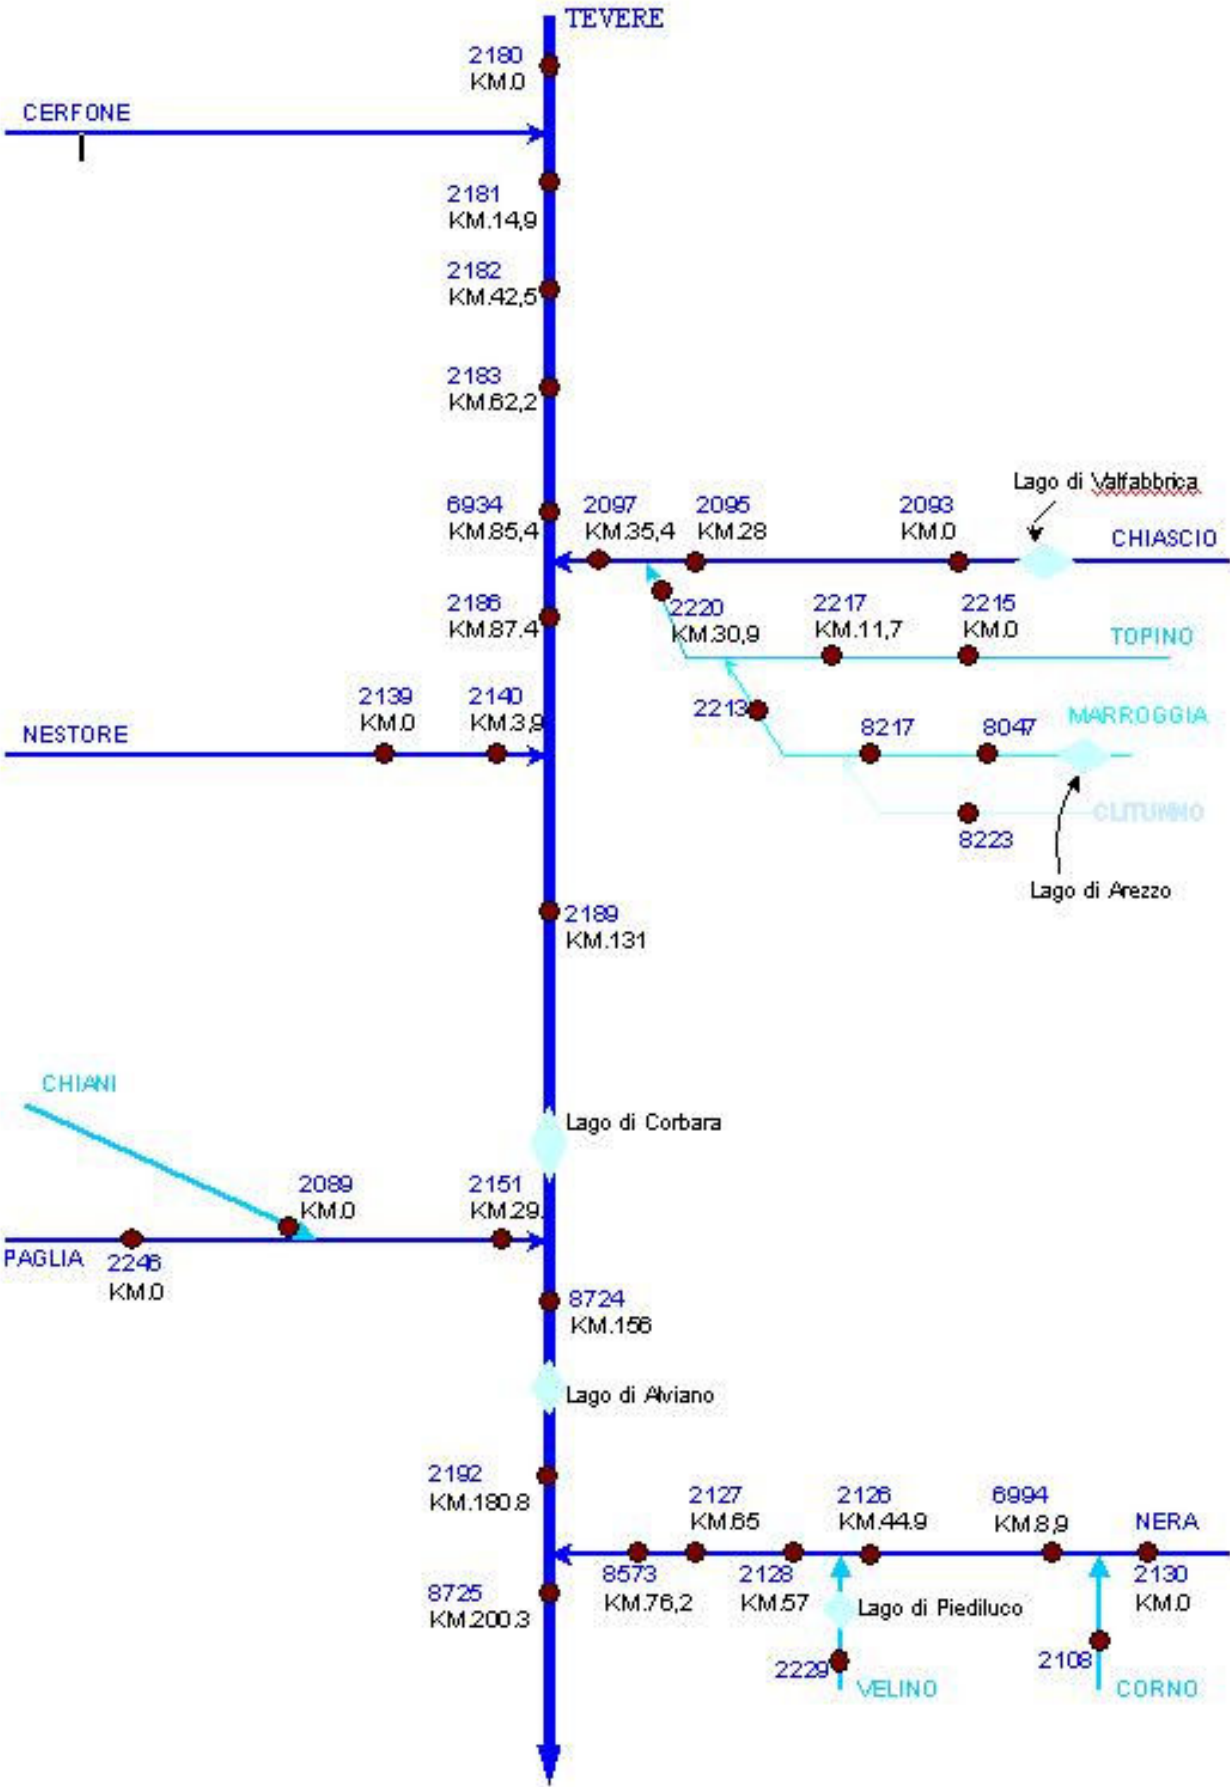 TEVERE
2180
KM.0
CERFONE
2181
KM.14,9
2182
KM.42,5
2183
KM.62,2
6934
KM.85,4
2097
KM.35,4
2095
KM.28
2093
KM.0
Lago di Valfabbrica
CHIASCIO
2186
KM.87.4
2220
KM.30,9
2217
KM.11,7
2215
KM.0
TOPINO
2139
KM.0
2140
KM.3,9
NESTORE
2213
8217
8047
MARROGGIA
CLITUNNO
8223
Lago di Arezzo
2189
KM.131
CHIANI
Lago di Corbara
2089
KM.0
2151
KM.29.
PAGLIA
2246
KM.0
8724
KM.156
Lago di Alviano
2192
KM.180.8
2127
KM.65
2126
KM.44.9
6994
KM.8,9
NERA
8573
KM.76,2
2128
KM.57
2130
KM.0
8725
KM.200.3
Lago di Piediluco
2229
VELINO
2108
CORNO